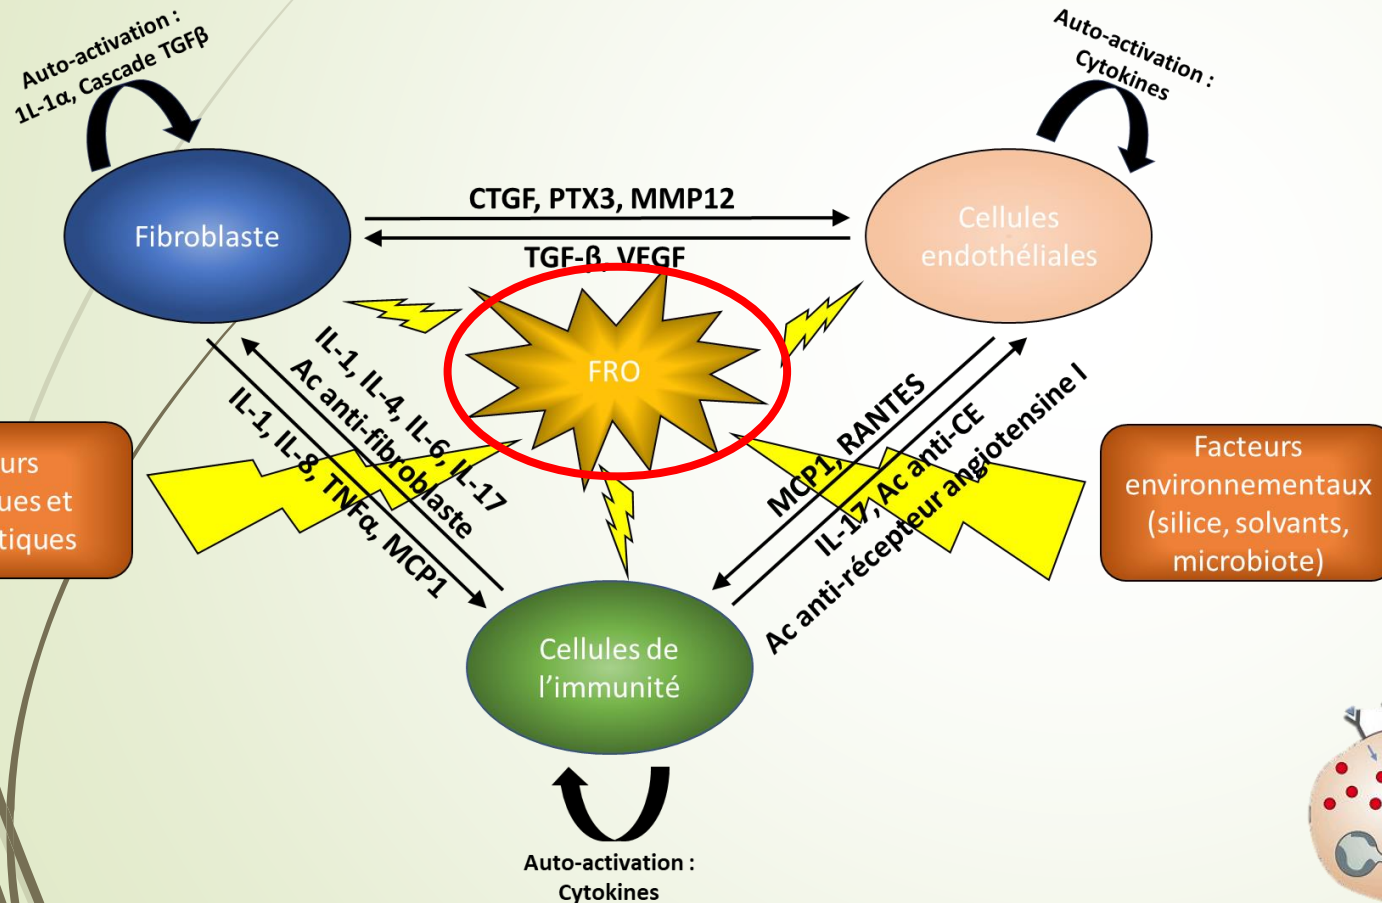 Auto-activation :
1L-1α, Cascade TGFβ
Auto-activation :
Cytokines
CTGF, PTX3, MMP12
Fibroblaste
Cellules
endothéliales
TGF-β, VEGF
FRO
IL-1, IL-4, IL-6, IL-17
Ac anti-fibroblaste
IL-1, IL-8, TNFα, MCP1
MCP1, RANTES
IL-17, Ac anti-CE
Ac anti-récepteur angiotensine I
Facteurs
environnementaux
(silice, solvants,
microbiote)
et
Cellules de
l'immunité
Auto-activation :
Cytokines